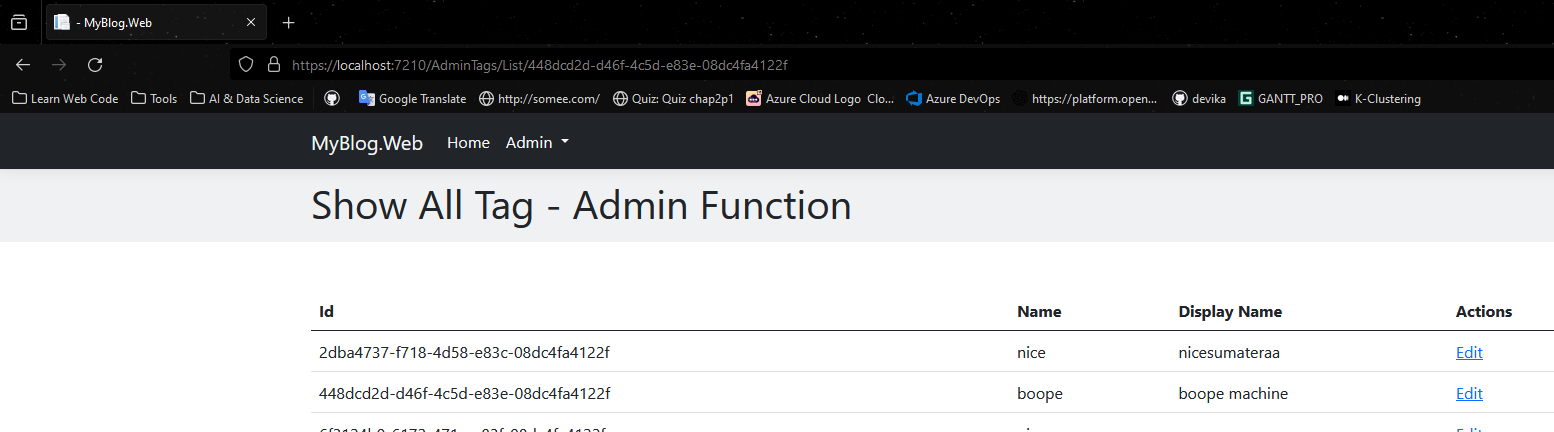 - MyBlog.Web
https://localhost:7210/AdminTags/List/448dcd2d-d46f-4c5d-e83e-08dc4fa4122f
Learn Web Code Tools AI & Data Science Google Translate http://somee.com/ Quiz: Quiz chap2p1 Azure Cloud Logo Clo... Azure DevOps https://platform.open... devika GANTT_PRO K-Clustering
MyBlog.Web Home Admin
Show All Tag - Admin Function
Id Name Display Name Actions
2dba4737-f718-4d58-e83c-08dc4fa4122f nice nicesumateraa Edit
448dcd2d-d46f-4c5d-e83e-08dc4fa4122f boope boope machine Edit